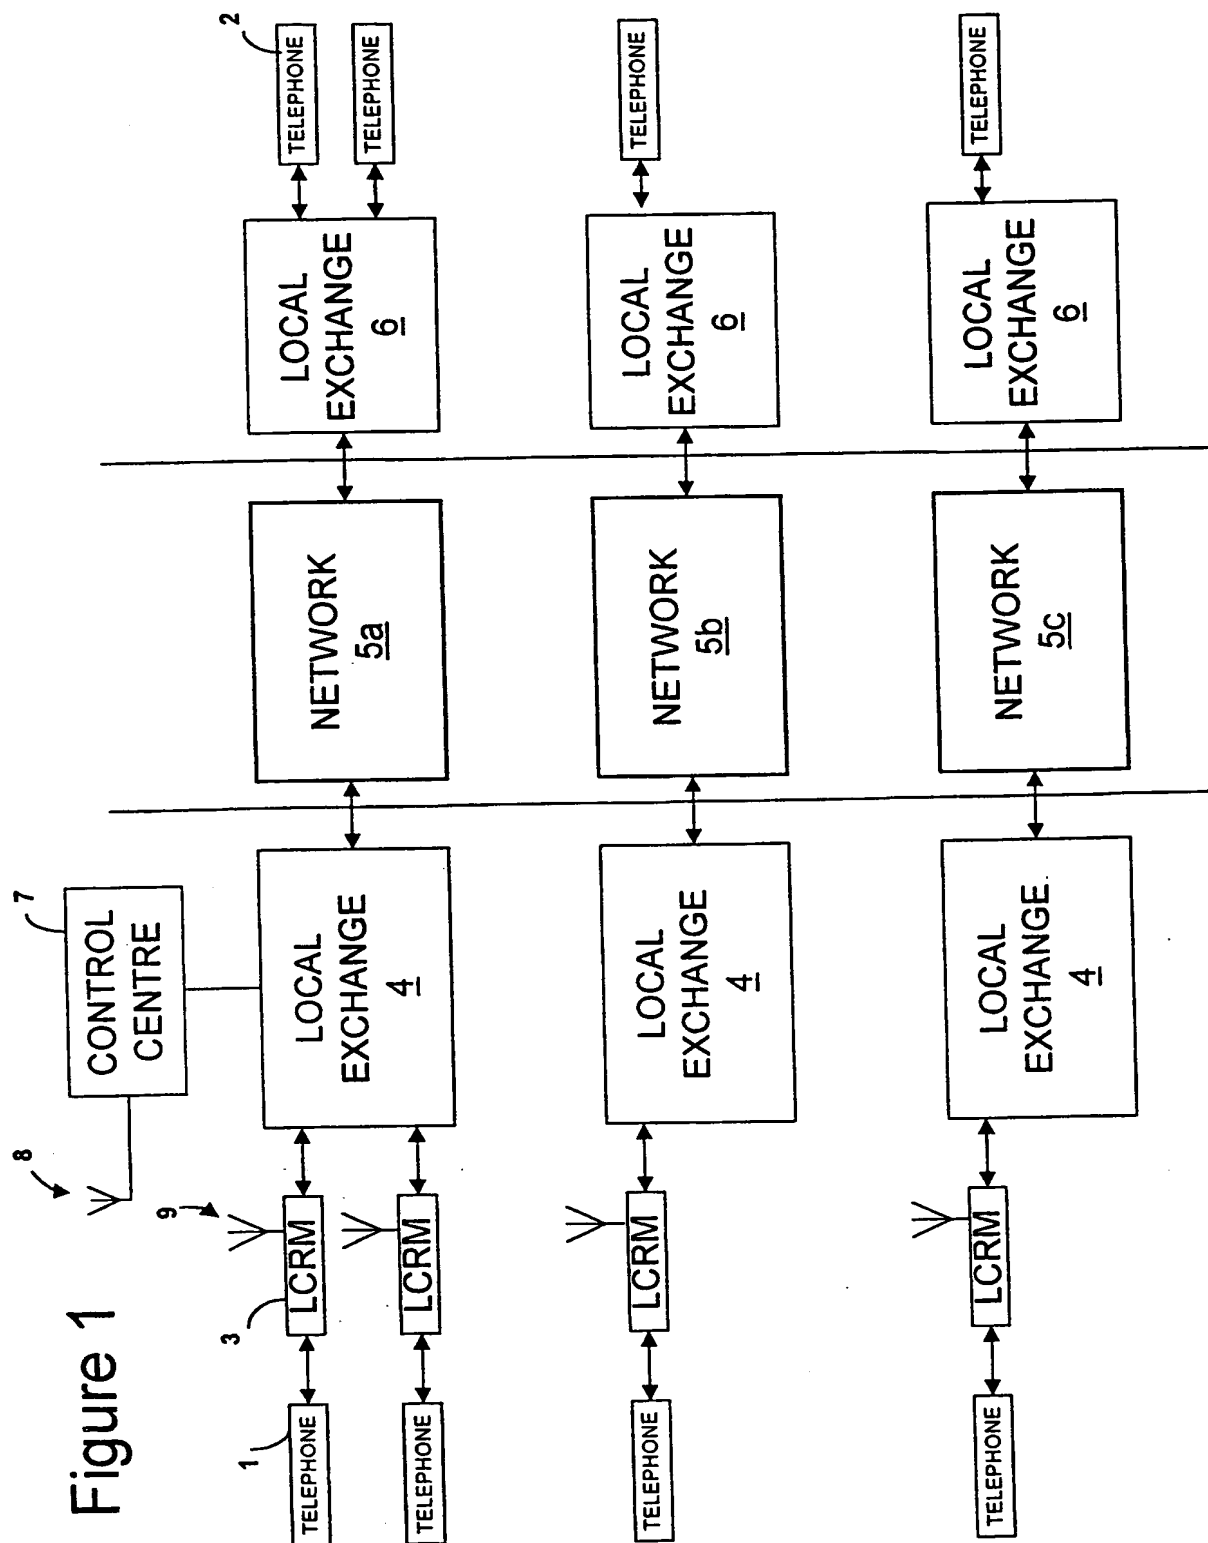 Figure 1
8
7
CONTROL
CENTRE
1
3
9
2
TELEPHONE
LCRM
LOCAL
EXCHANGE
4
NETWORK
5a
LOCAL
EXCHANGE
6
TELEPHONE
TELEPHONE
LCRM
TELEPHONE
TELEPHONE
LCRM
LOCAL
EXCHANGE
4
NETWORK
5b
LOCAL
EXCHANGE
6
TELEPHONE
TELEPHONE
LCRM
LOCAL
EXCHANGE
4
NETWORK
5c
LOCAL
EXCHANGE
6
TELEPHONE